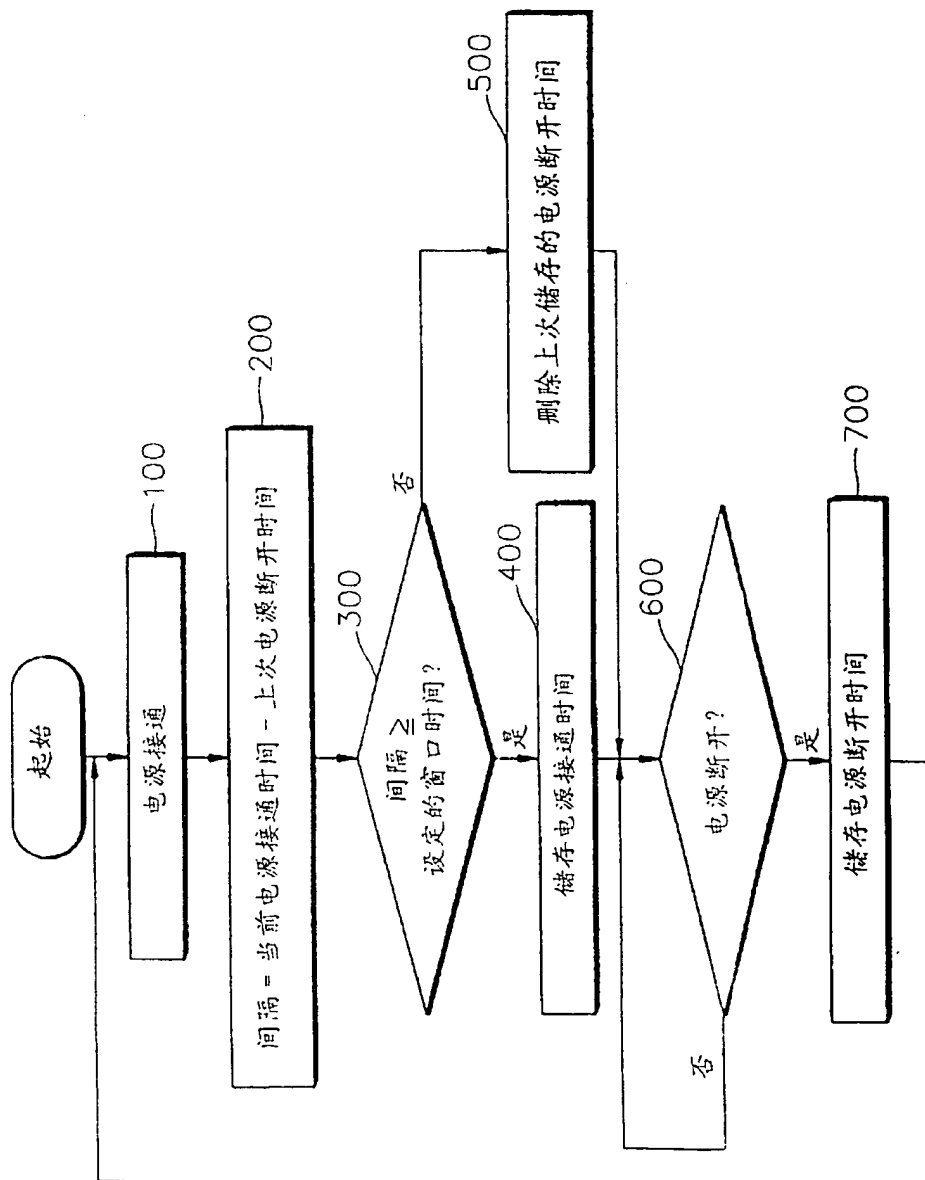 起始
电源接通
100
间隔 = 当前电源接通时间 - 上次电源断开时间
200
间隔 ≥
设定的窗口时间?
300
否
是
储存电源接通时间
400
删除上次储存的电源断开时间
500
电源断开?
600
否
是
储存电源断开时间
700